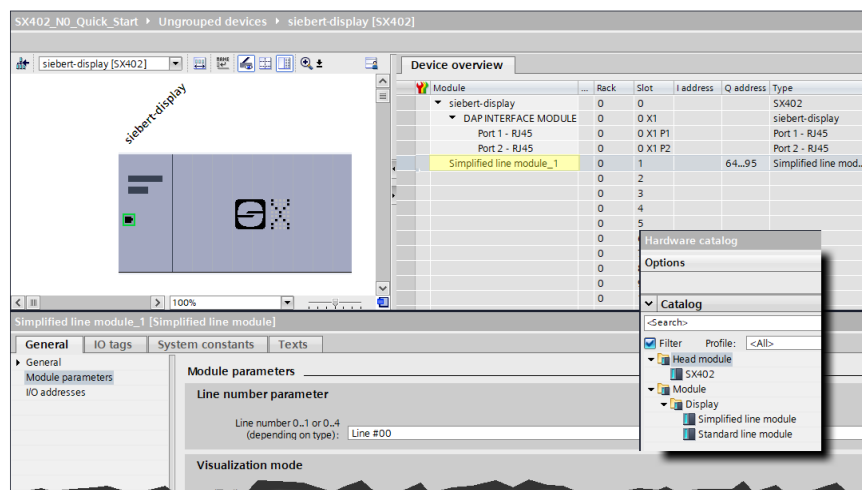 SX402_N0_Quick_Start ▸ Ungrouped devices ▸ siebert-display [SX402]
siebert-display [SX402]
siebert-display
SX
100%
Device overview
Module ... Rack Slot I address Q address Type
siebert-display 0 0 SX402
DAP INTERFACE MODULE 0 0 X1 siebert-display
Port 1 - RJ45 0 0 X1 P1 Port 1 - RJ45
Port 2 - RJ45 0 0 X1 P2 Port 2 - RJ45
Simplified line module_1 0 1 64...95 Simplified line mod..
0 2
0 3
0 4
0 5
0
0
0
0
Hardware catalog
Options
Catalog
<Search>
Filter Profile: <All>
Head module
SX402
Module
Display
Simplified line module
Standard line module
Simplified line module_1 [Simplified line module]
General IO tags System constants Texts
General
Module parameters
I/O addresses
Module parameters
Line number parameter
Line number 0..1 or 0..4
(depending on type): Line #00
Visualization mode